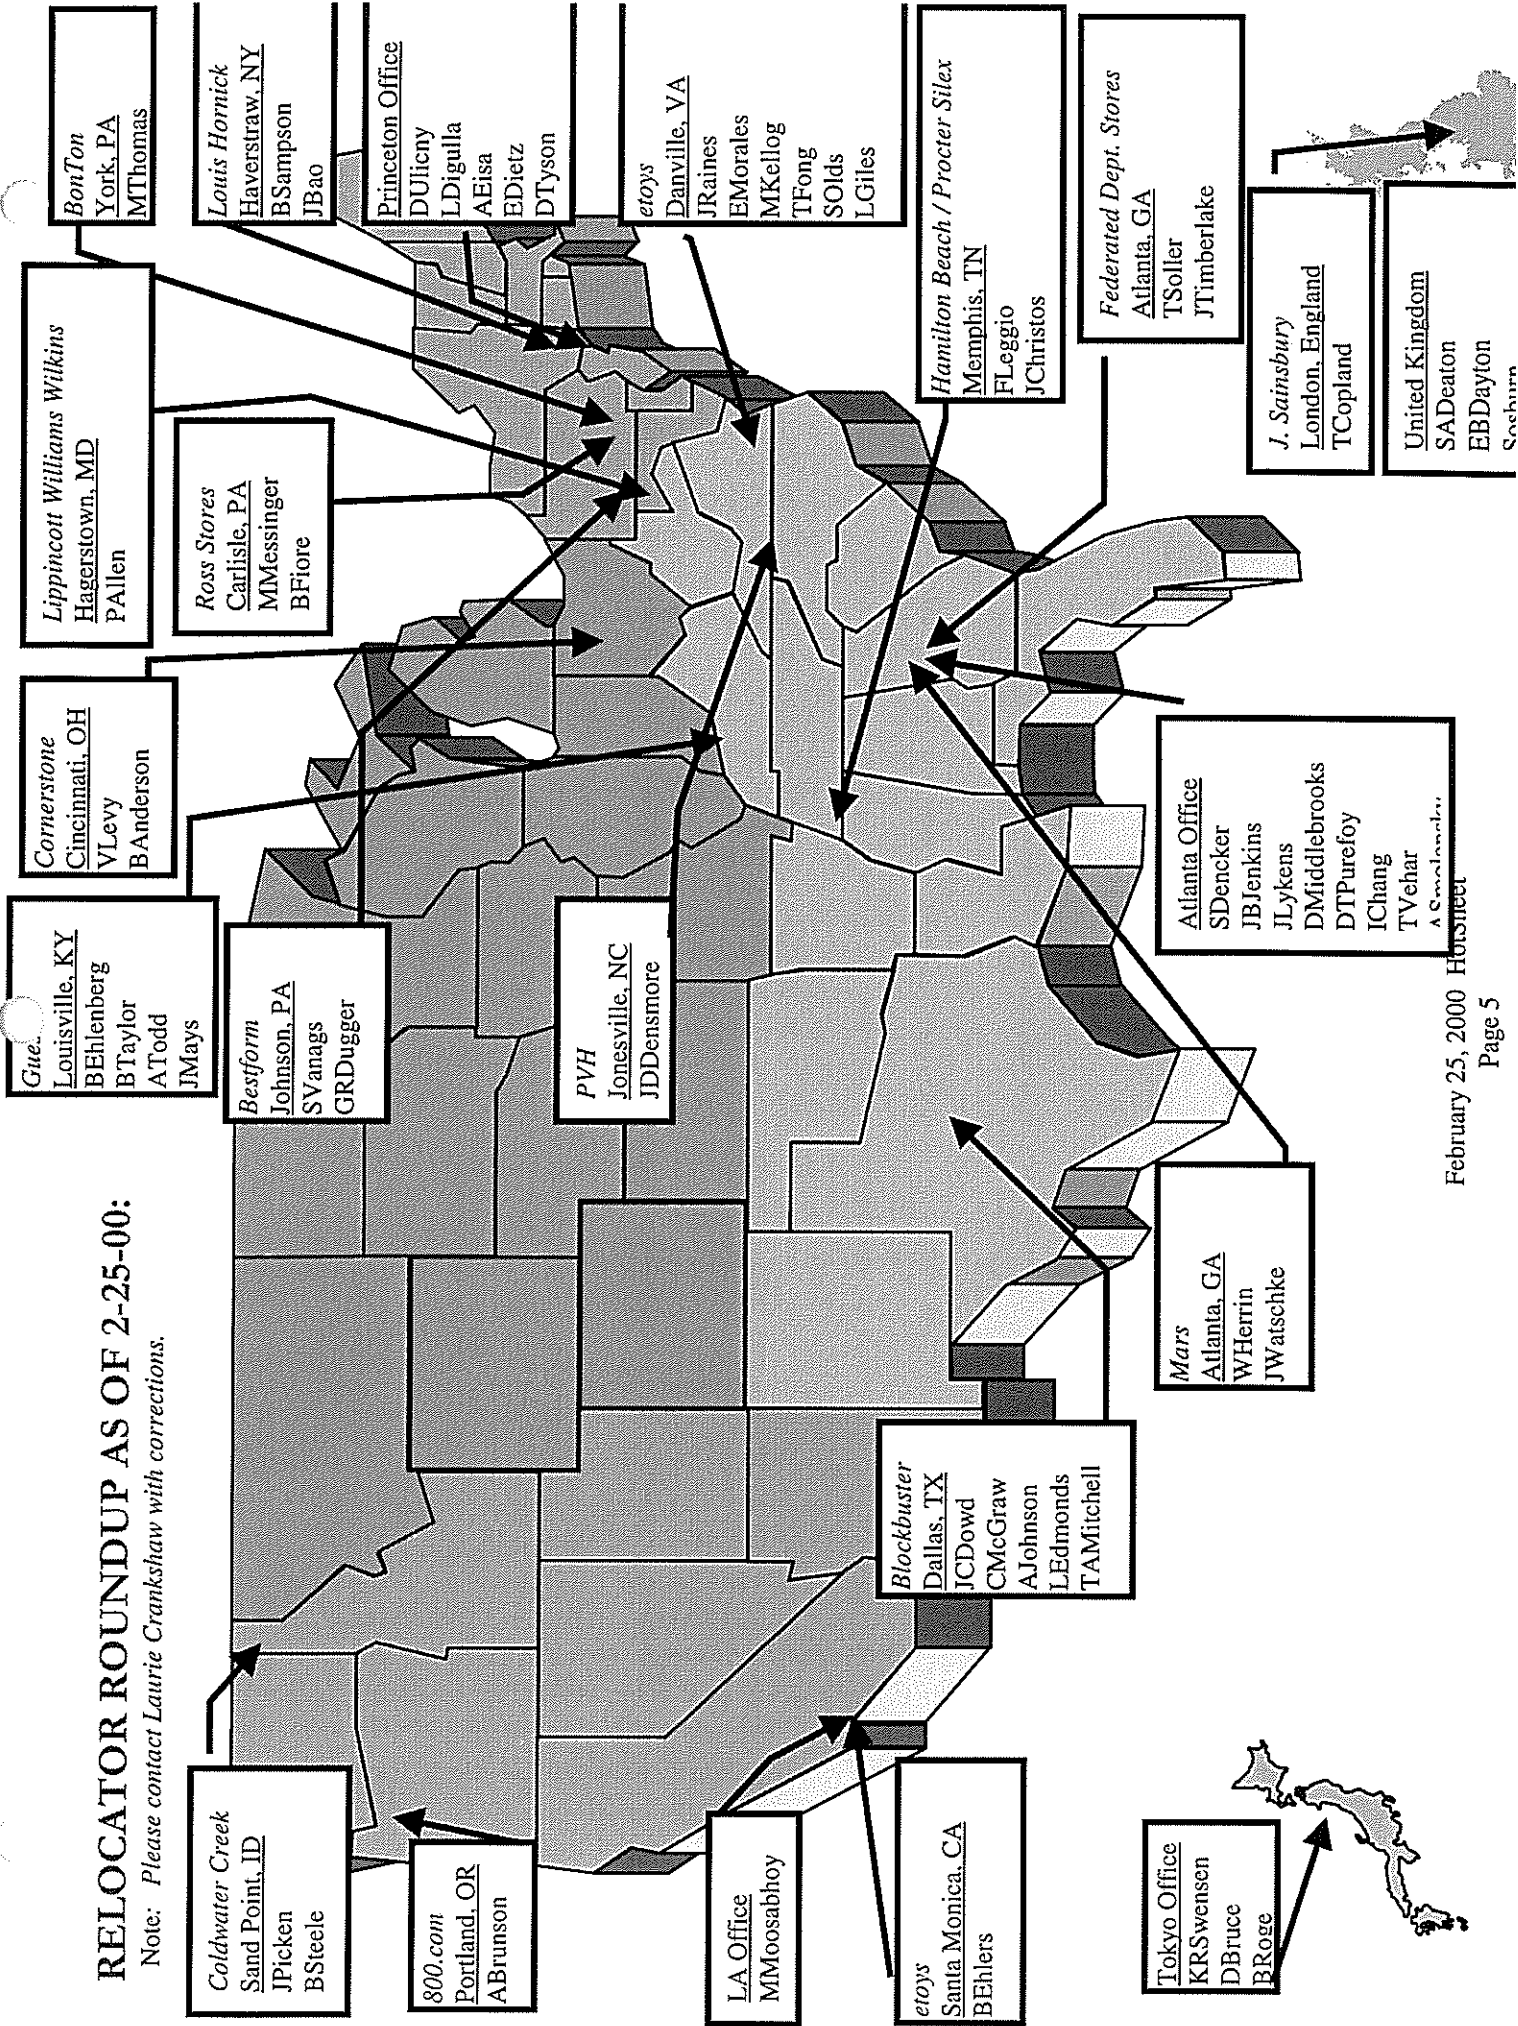 RELOCATOR ROUNDUP AS OF 2-25-00:
Note: Please contact Laurie Crankshaw with corrections.
Coldwater Creek
Sand Point, ID
JPicken
BSteele
800.com
Portland, OR
ABrunson
LA Office
MMoosabhoy
etoys
Santa Monica, CA
BEhlers
Tokyo Office
KRSwensen
DBruce
BRoge
Blockbuster
Dallas, TX
JCDowd
CMcGraw
AJohnson
LEdmonds
TAMitchell
Mars
Atlanta, GA
WHerrin
JWatschke
Louisville, KY
BEhlenberg
BTaylor
ATodd
JMays
Bestform
Johnson, PA
SVanags
GRDugger
PVH
Jonesville, NC
JDDensmore
Cornerstone
Cincinnati, OH
VLevy
BAnderson
Atlanta Office
SDencker
JBJenkins
JLykens
DMiddlebrooks
DTPurefoy
IChang
TVehar
Lippincott Williams Wilkins
Hagerstown, MD
PAllen
Ross Stores
Carlisle, PA
MMessinger
BFiore
BonTon
York, PA
MThomas
Louis Hornick
Haverstraw, NY
BSampson
JBao
Princeton Office
DUlicny
LDigulla
AEisa
EDietz
DTyson
etoys
Danville, VA
JRaines
EMorales
MKellog
TFong
SOlds
LGiles
Hamilton Beach / Procter Silex
Memphis, TN
FLeggio
JChristos
Federated Dept. Stores
Atlanta, GA
TSoller
JTimberlake
J. Sainsbury
London, England
TCopland
United Kingdom
SADeaton
EBDayton
February 25, 2000 Hotsheet
Page 5